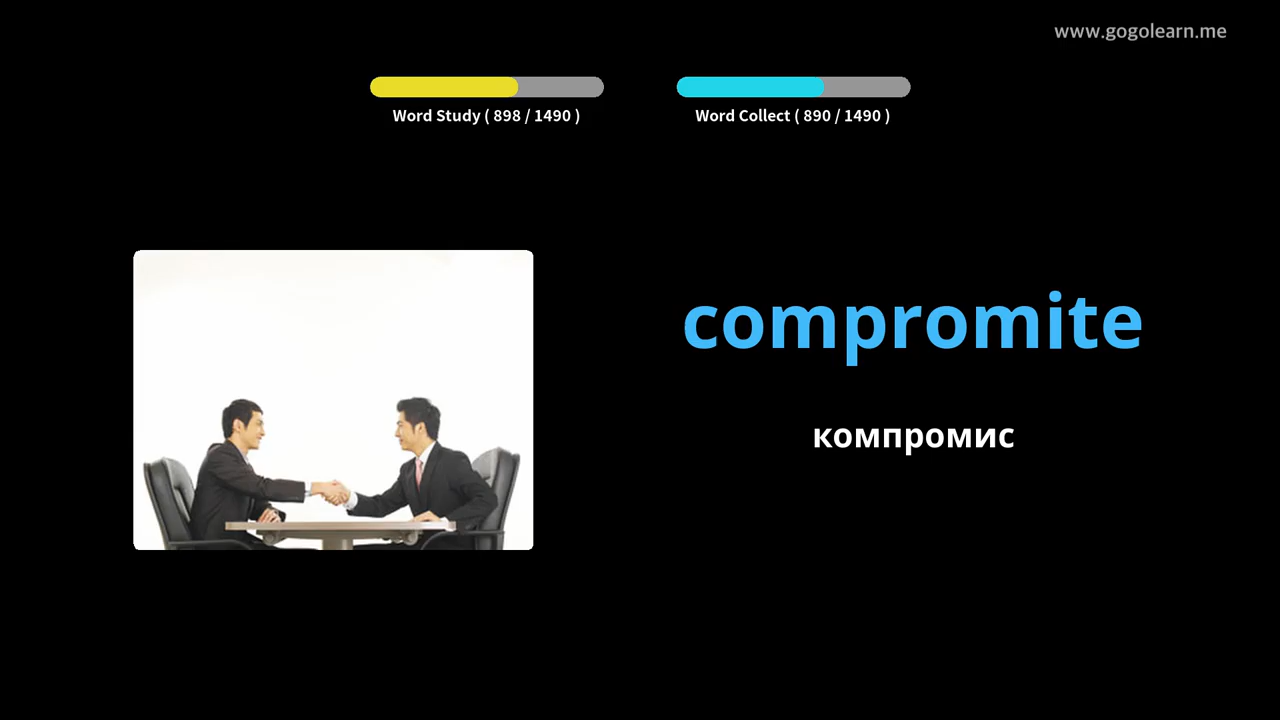 www.gogolearn.me
Word Study ( 898 / 1490 )
Word Collect ( 890 / 1490 )
compromite
компромис